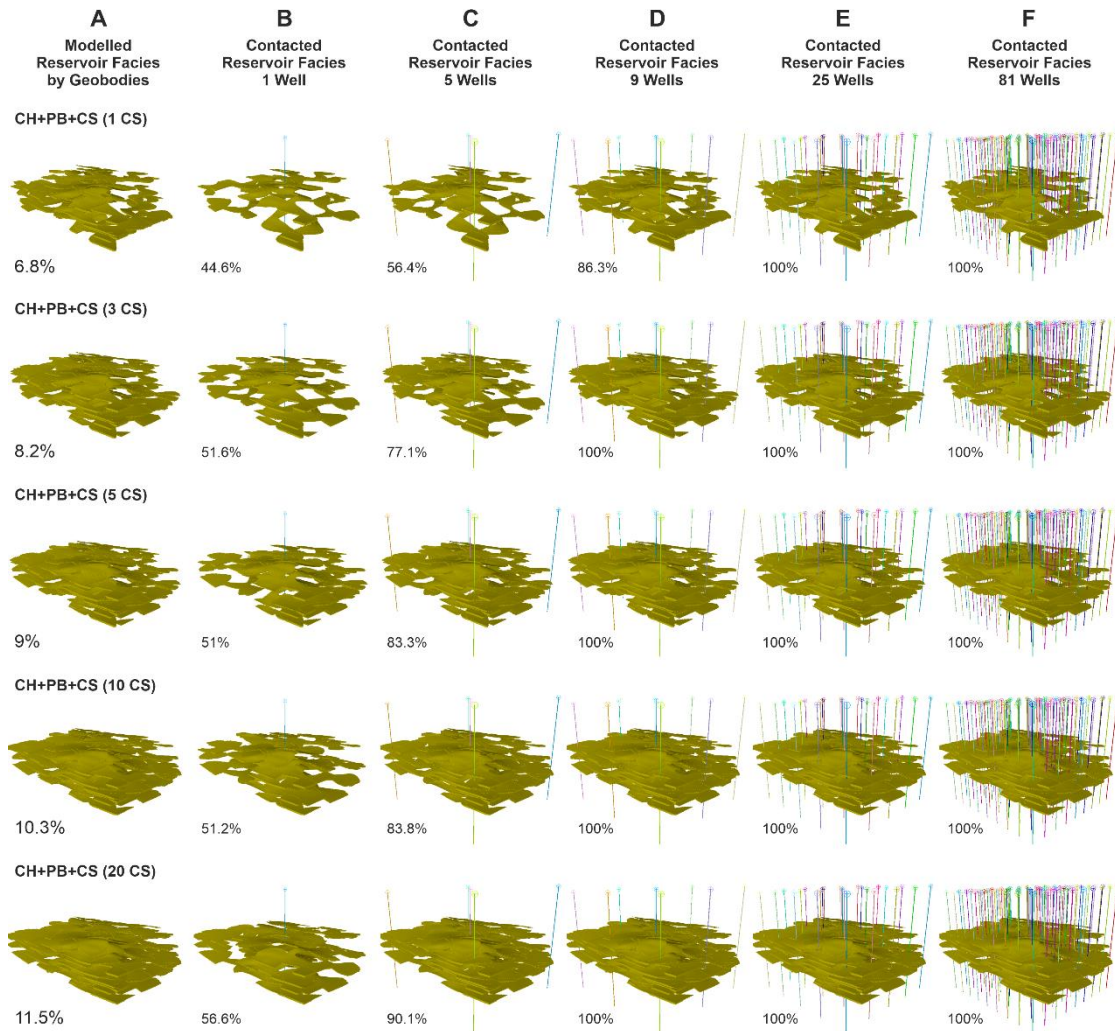 A
B
C
D
E
F
Modelled
Reservoir Facies
by Geobodies
Contacted
Reservoir Facies
1 Well
Contacted
Reservoir Facies
5 Wells
Contacted
Reservoir Facies
9 Wells
Contacted
Reservoir Facies
25 Wells
Contacted
Reservoir Facies
81 Wells
CH+PB+CS (1 CS)
6.8%
44.6%
56.4%
86.3%
100%
100%
CH+PB+CS (3 CS)
8.2%
51.6%
77.1%
100%
100%
100%
CH+PB+CS (5 CS)
9%
51%
83.3%
100%
100%
100%
CH+PB+CS (10 CS)
10.3%
51.2%
83.8%
100%
100%
100%
CH+PB+CS (20 CS)
11.5%
56.6%
90.1%
100%
100%
100%